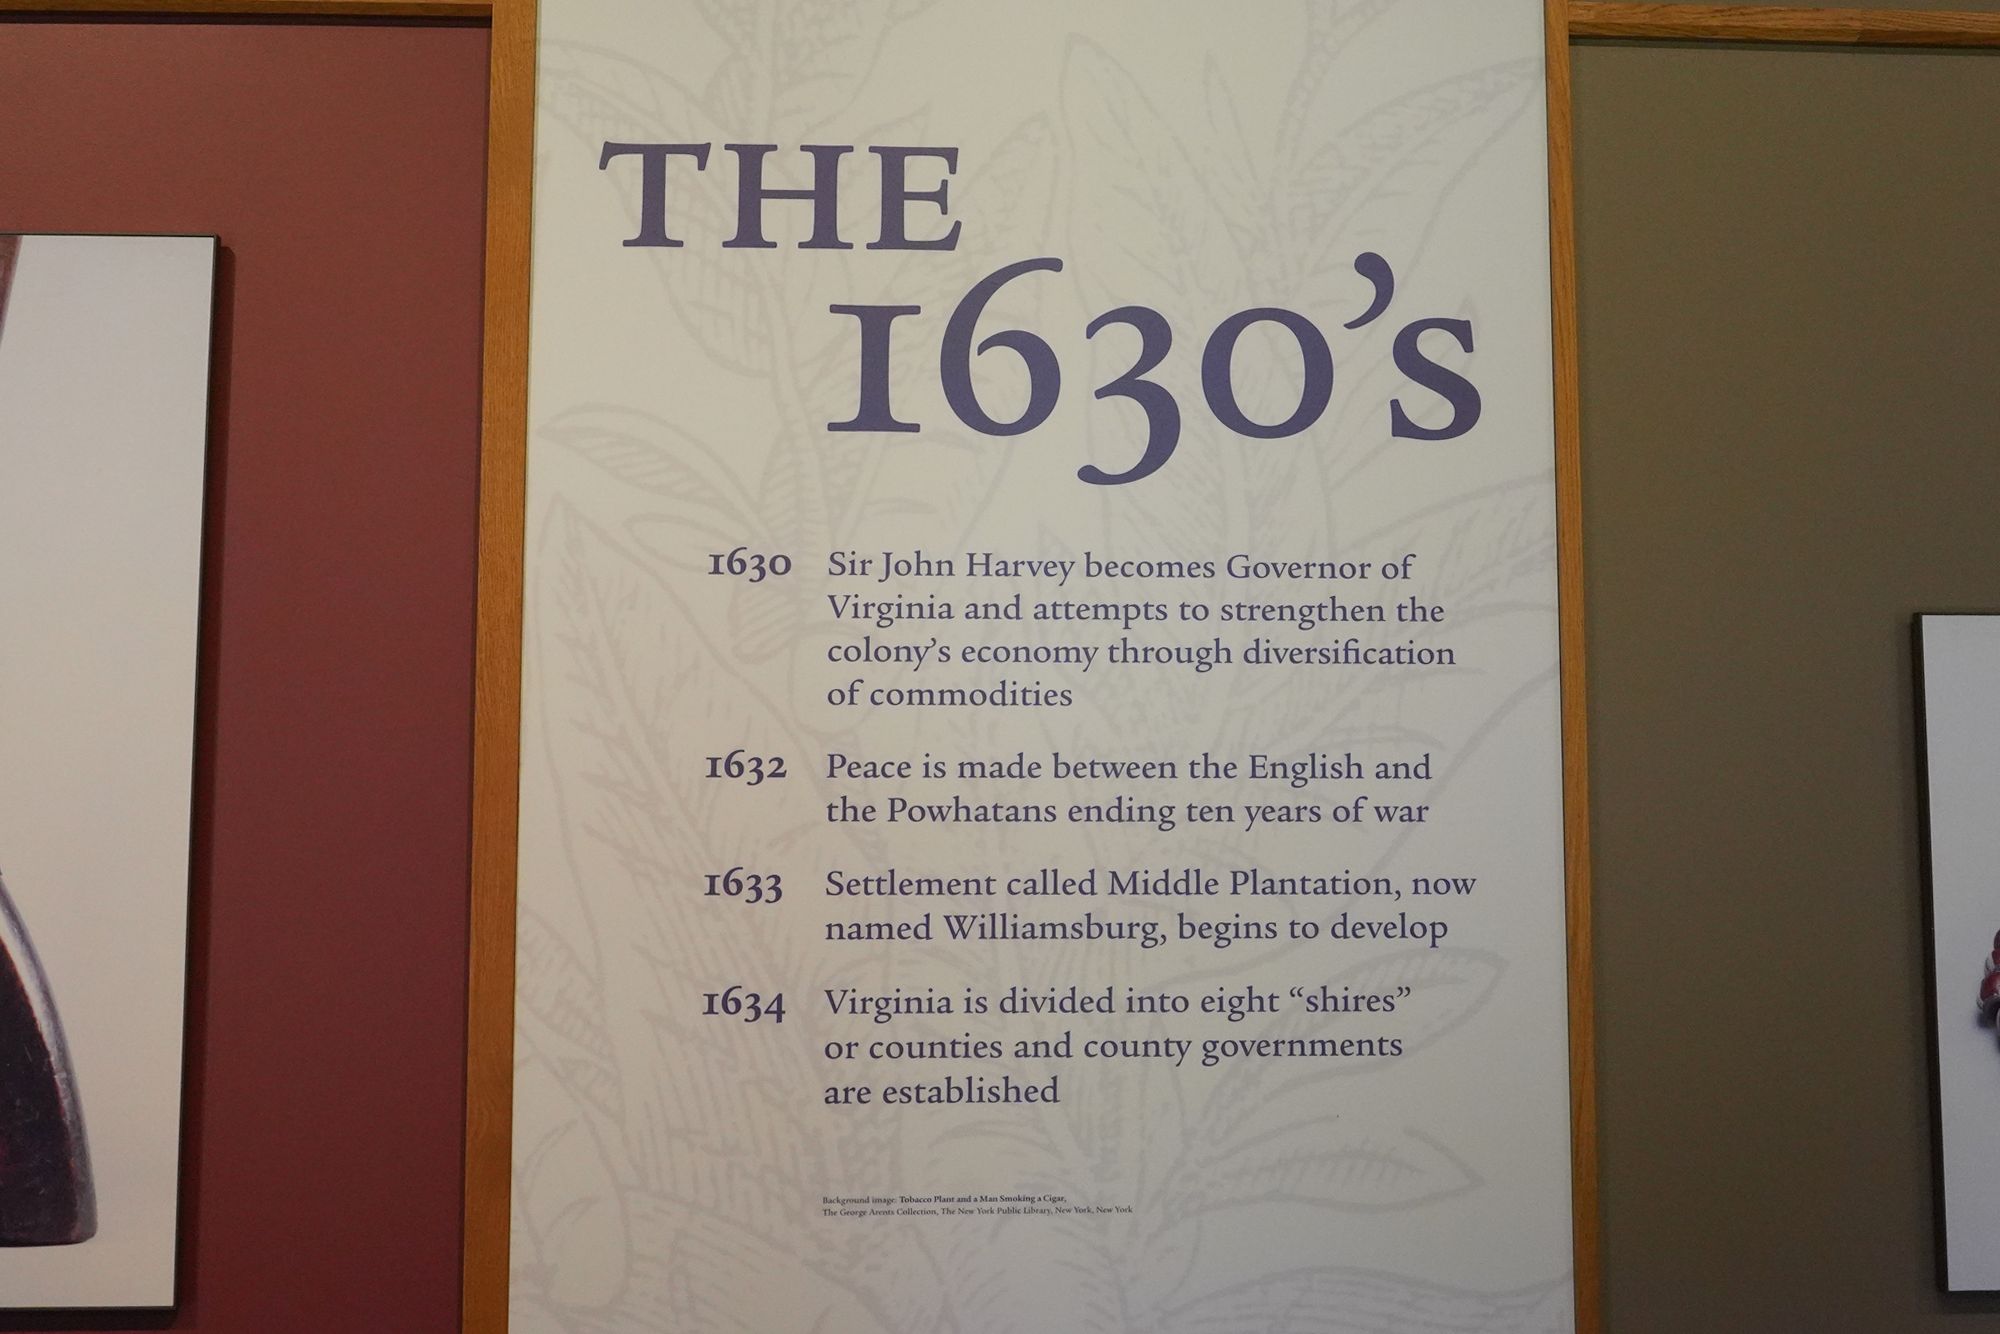 THE
1630's
1630 Sir John Harvey becomes Governor of
Virginia and attempts to strengthen the
colony's economy through diversification
of commodities
1632 Peace is made between the English and
the Powhatans ending ten years of war
1633 Settlement called Middle Plantation, now
named Williamsburg, begins to develop
1634 Virginia is divided into eight “shires”
or counties and county governments
are established
Background image: Tobacco Plant and a Man Smoking a Cigar,
The George Arents Collection, The New York Public Library, New York, New York